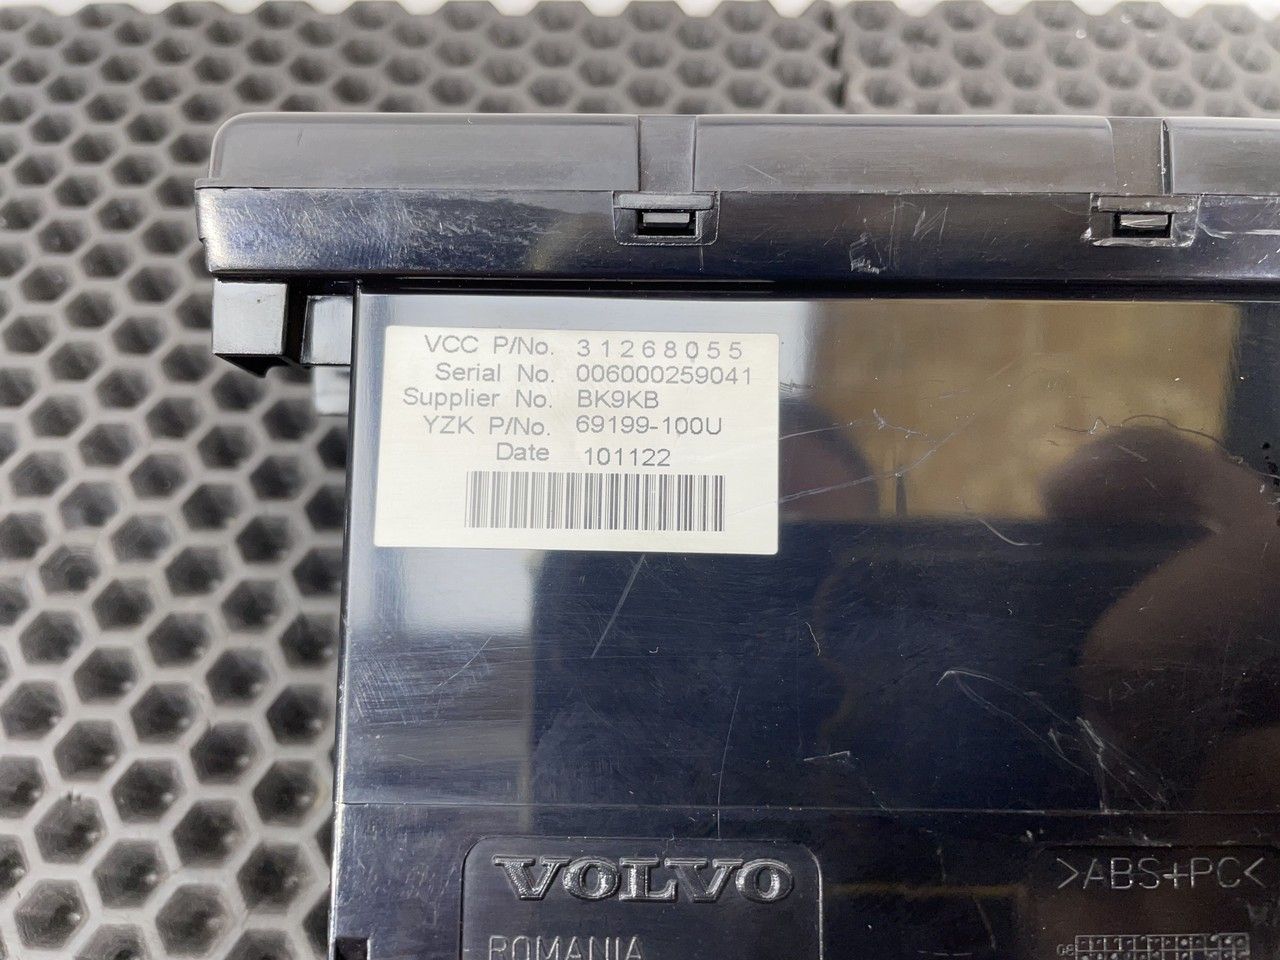 VCC P/No. 31268055
Serial No. 006000259041
Supplier No. BK9KB
YZK P/No. 69199-100U
Date 101122
VOLVO
>ABS+PC<
ROMANIA